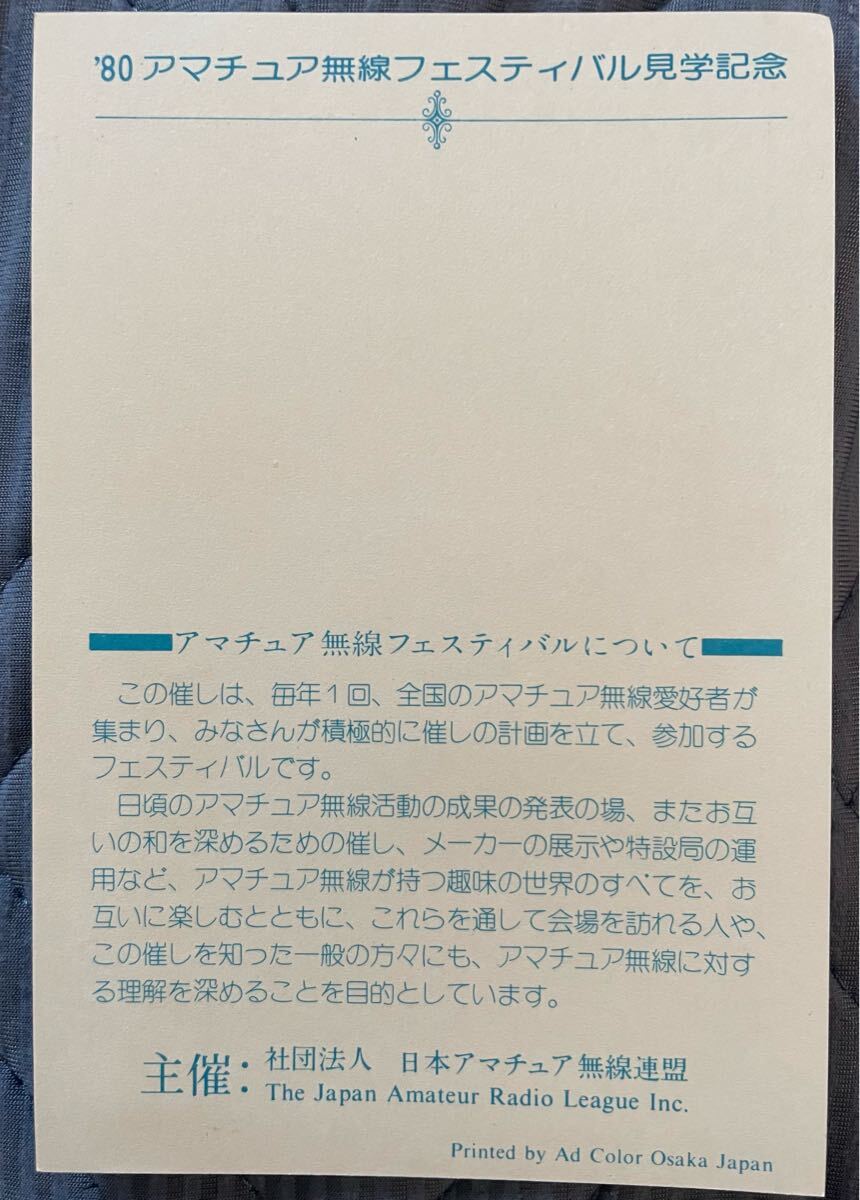 '80 アマチュア無線フェスティバル見学記念
アマチュア無線フェスティバルについて
この催しは、毎年1回、全国のアマチュア無線愛好者が
集まり、みなさんが積極的に催しの計画を立て、参加する
フェスティバルです。
日頃のアマチュア無線活動の成果の発表の場、またお互
いの和を深めるための催し、メーカーの展示や特設局の運
用など、アマチュア無線が持つ趣味の世界のすべてを、お
互いに楽しむとともに、これらを通して会場を訪れる人や、
この催しを知った一般の方々にも、アマチュア無線に対す
る理解を深めることを目的としています。
主催：社団法人 日本アマチュア無線連盟
The Japan Amateur Radio League Inc.
Printed by Ad Color Osaka Japan